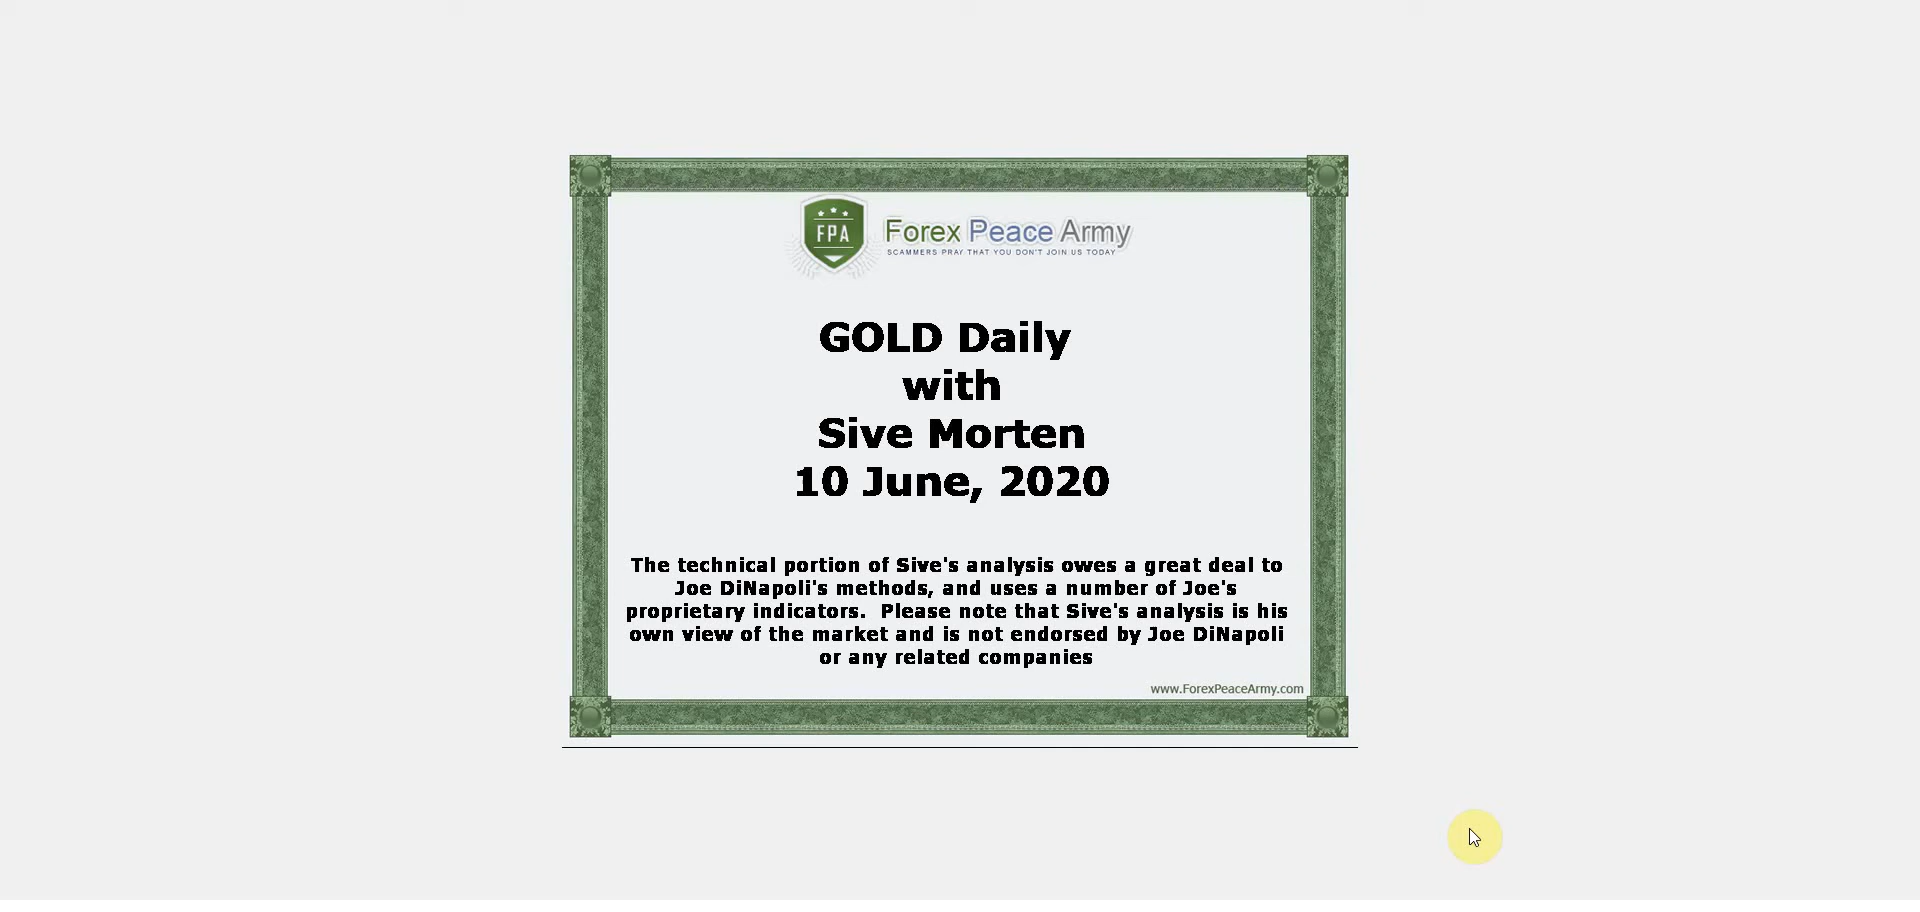 FPA
Forex Peace Army
SCAMMERS PRAY THAT YOU DON'T JOIN US TODAY
GOLD Daily
with
Sive Morten
10 June, 2020
The technical portion of Sive's analysis owes a great deal to
Joe DiNapoli's methods, and uses a number of Joe's
proprietary indicators.  Please note that Sive's analysis is his
own view of the market and is not endorsed by Joe DiNapoli
or any related companies
www.ForexPeaceArmy.com